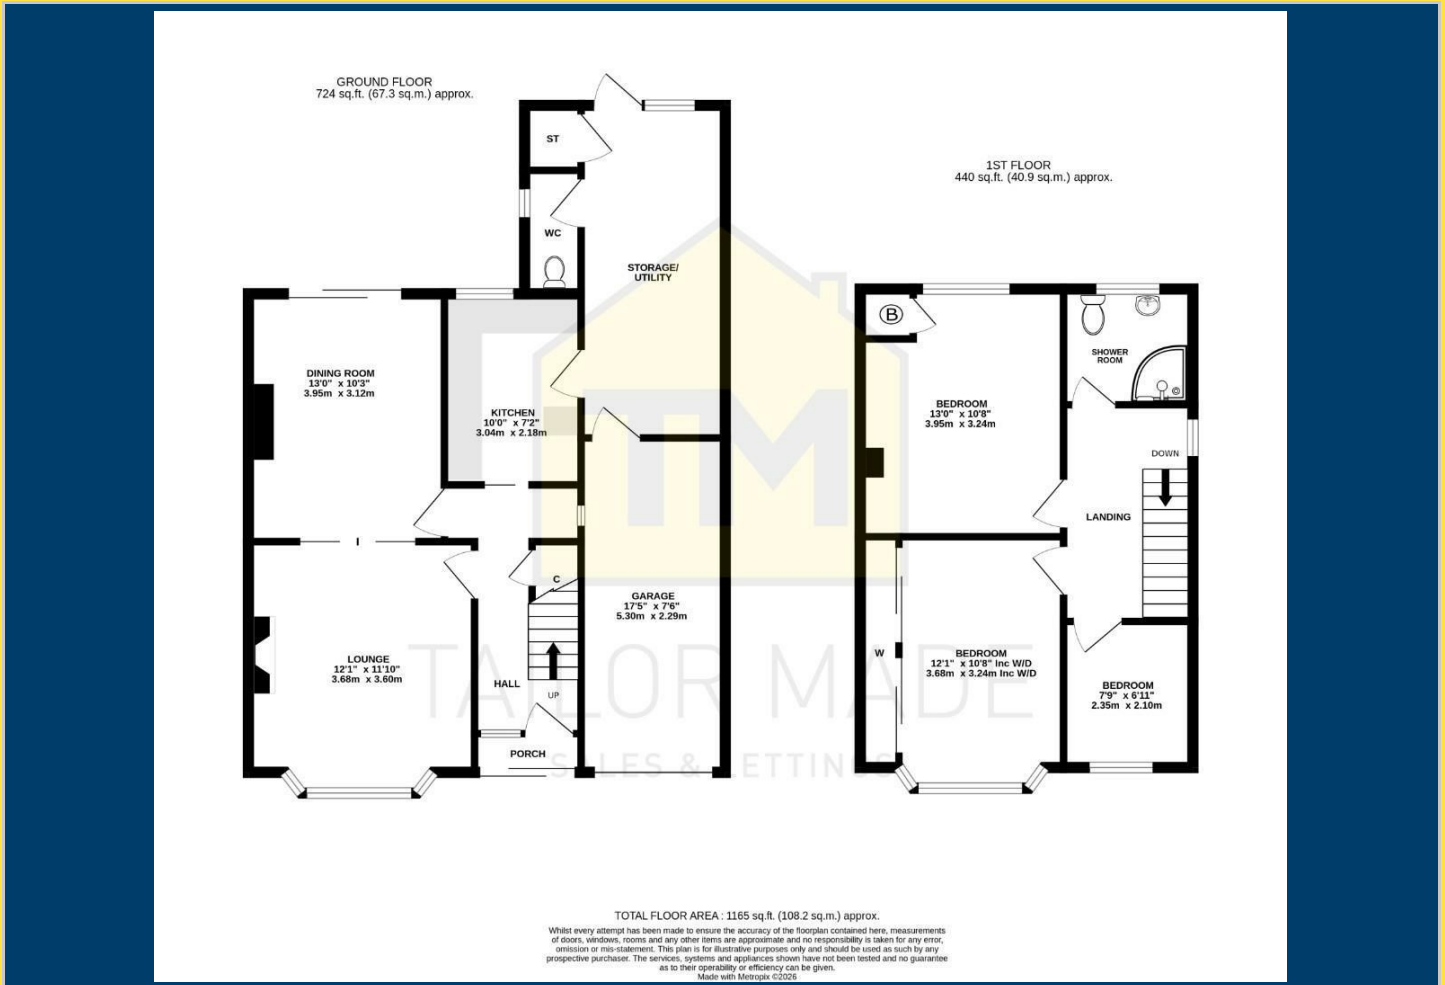 GROUND FLOOR
724 sq.ft. (67.3 sq.m.) approx.
1ST FLOOR
440 sq.ft. (40.9 sq.m.) approx.
ST
WC
STORAGE/
UTILITY
DINING ROOM
13'0" x 10'3"
3.95m x 3.12m
KITCHEN
10'0" x 7'2"
3.04m x 2.18m
C
GARAGE
17'5" x 7'6"
5.30m x 2.29m
LOUNGE
12'1" x 11'10"
3.68m x 3.60m
HALL
UP
PORCH
B
SHOWER
ROOM
BEDROOM
13'0" x 10'8"
3.95m x 3.24m
DOWN
LANDING
W
BEDROOM
12'1" x 10'8" Inc W/D
3.68m x 3.24m Inc W/D
BEDROOM
7'9" x 6'11"
2.35m x 2.10m
TM
TAILOR MADE
SALES & LETTINGS
TOTAL FLOOR AREA : 1165 sq.ft. (108.2 sq.m.) approx.
Whilst every attempt has been made to ensure the accuracy of the floorplan contained here, measurements
of doors, windows, rooms and any other items are approximate and no responsibility is taken for any error,
omission or mis-statement. This plan is for illustrative purposes only and should be used as such by any
prospective purchaser. The services, systems and appliances shown have not been tested and no guarantee
as to their operability or efficiency can be given.
Made with Metropix ©2026